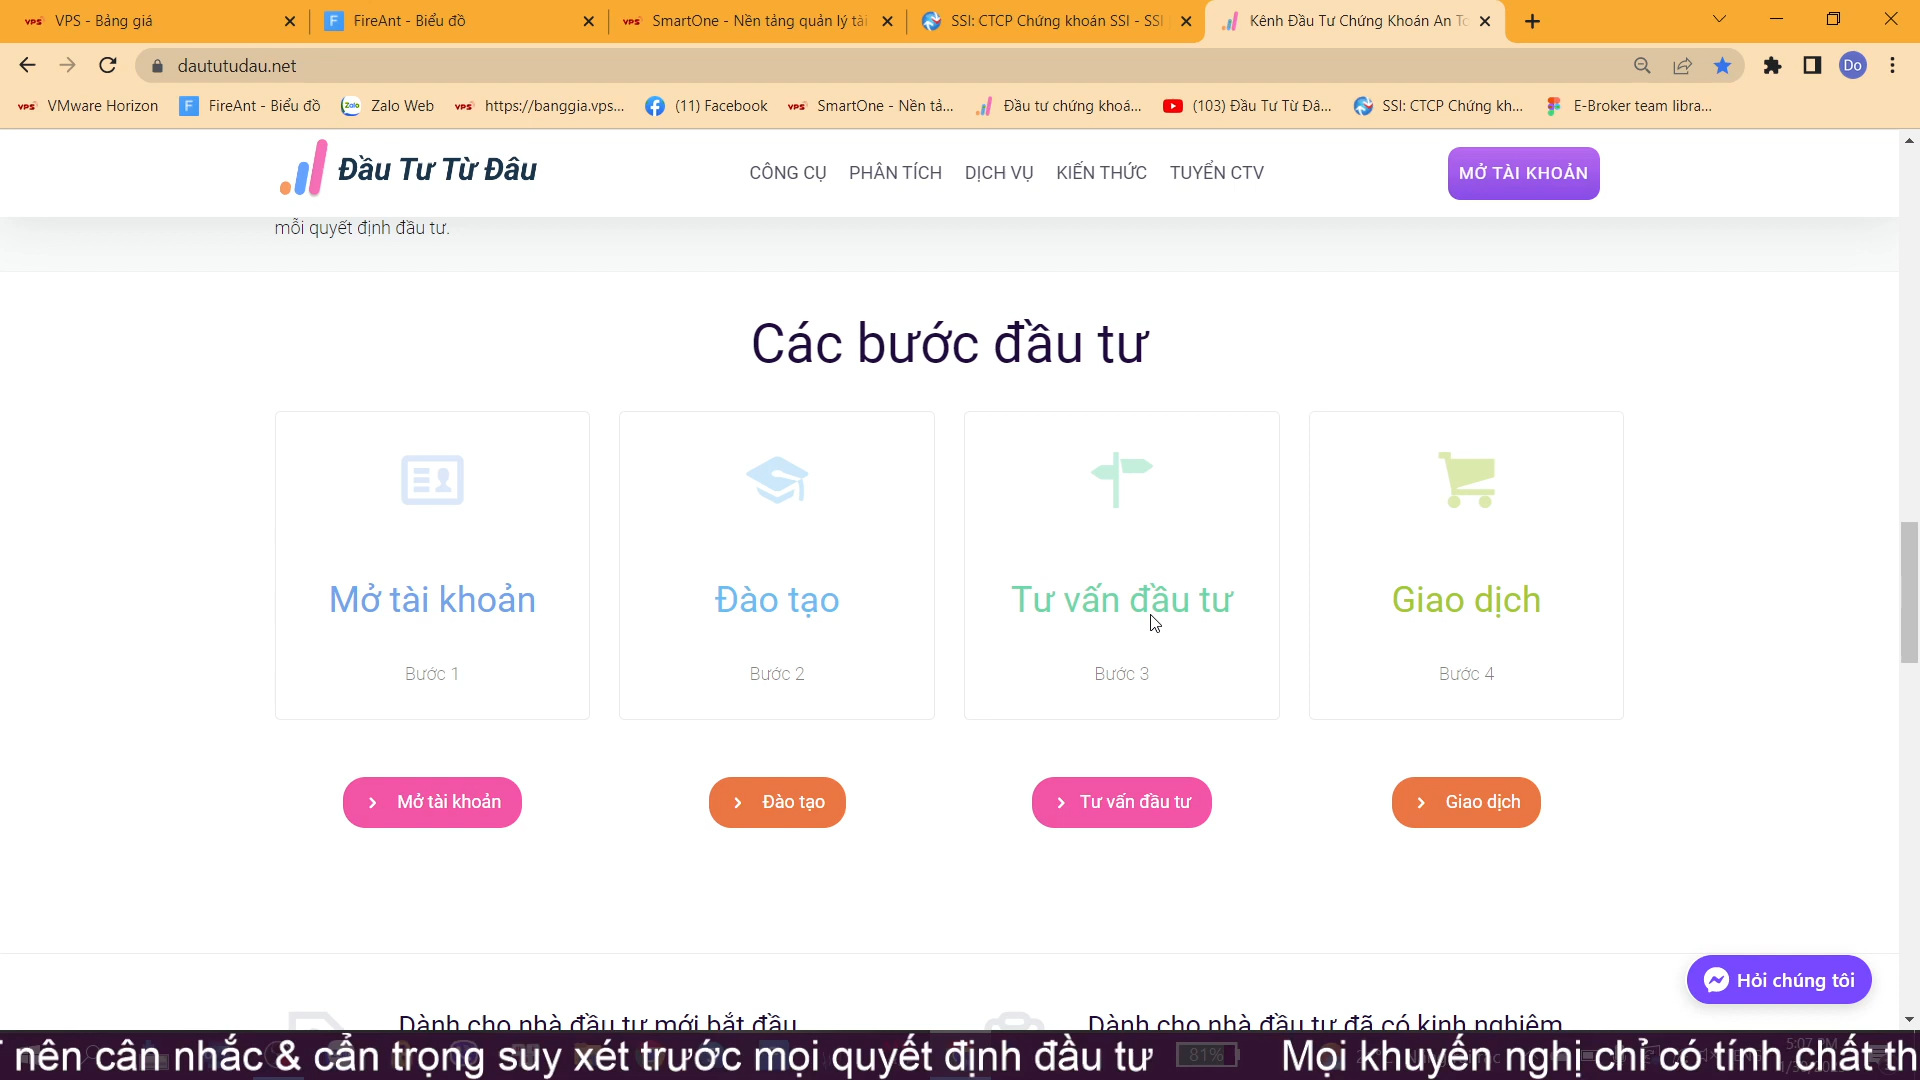 VPS - Bảng giá
FireAnt - Biểu đồ
SmartOne - Nền tảng quản lý tài
SSI: CTCP Chứng khoán SSI - SSI
Kênh Đầu Tư Chứng Khoán An To
dautututudau.net
Do
VMware Horizon
FireAnt - Biểu đồ
Zalo Web
https://banggia.vps...
(11) Facebook
SmartOne - Nền tả...
Đầu tư chứng khoá...
(103) Đầu Tư Từ Đâ...
SSI: CTCP Chứng kh...
E-Broker team libra...
Đầu Tư Từ Đâu
CÔNG CỤ
PHÂN TÍCH
DỊCH VỤ
KIẾN THỨC
TUYỂN CTV
MỞ TÀI KHOẢN
mỗi quyết định đầu tư.
Các bước đầu tư
Mở tài khoản
Bước 1
Đào tạo
Bước 2
Tư vấn đầu tư
Bước 3
Giao dịch
Bước 4
Mở tài khoản
Đào tạo
Tư vấn đầu tư
Giao dịch
Hỏi chúng tôi
Dành cho nhà đầu tư mới bắt đầu
Dành cho nhà đầu tư đã có kinh nghiệm
nên cân nhắc & cẩn trọng suy xét trước mọi quyết định đầu tư
81%
Mọi khuyến nghị chỉ có tính chất th
5:07 PM